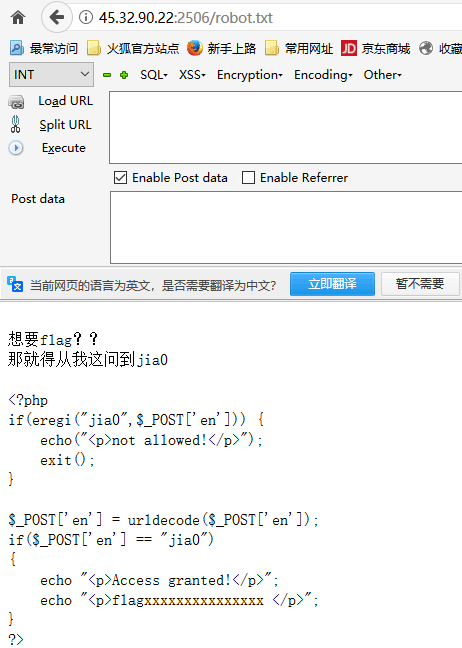 45.32.90.22:2506/robot.txt
最常访问 火狐官方站点 新手上路 常用网址 JD 京东商城 收藏
INT SQL XSS Encryption Encoding Other
Load URL
Split URL
Execute
Enable Post data Enable Referrer
Post data
当前网页的语言为英文，是否需要翻译为中文？ 立即翻译 暂不需要
想要flag？？
那就得从我这问到jia0
<?php
if(eregi("jia0",$_POST['en'])) {
    echo("<p>not allowed!</p>");
    exit();
}
$_POST['en'] = urldecode($_POST['en']);
if($_POST['en'] == "jia0")
{
    echo "<p>Access granted!</p>";
    echo "<p>flagxxxxxxxxxxxxxxx </p>";
}
?>